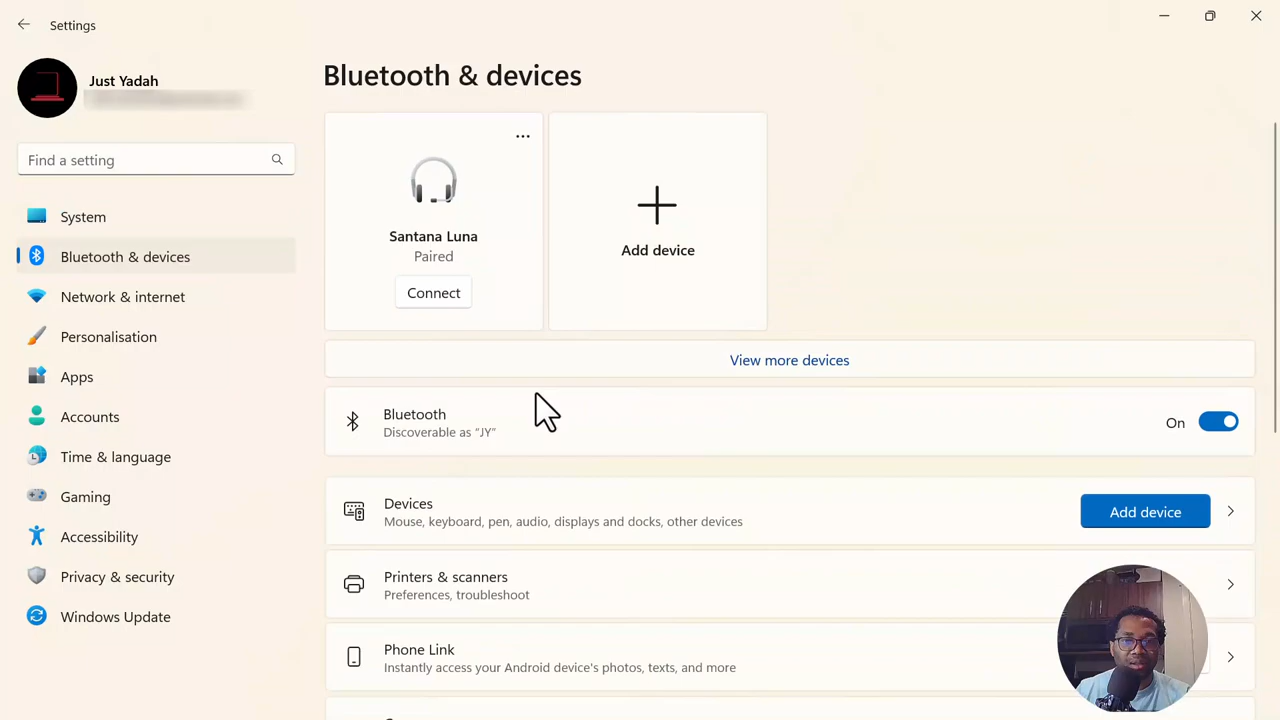 Settings
Just Yadah
Find a setting
System
Bluetooth & devices
Network & internet
Personalisation
Apps
Accounts
Time & language
Gaming
Accessibility
Privacy & security
Windows Update
Bluetooth & devices
Santana Luna
Paired
Connect
Add device
View more devices
Bluetooth
Discoverable as “JY”
On
Devices
Mouse, keyboard, pen, audio, displays and docks, other devices
Add device
Printers & scanners
Preferences, troubleshoot
Phone Link
Instantly access your Android device's photos, texts, and more